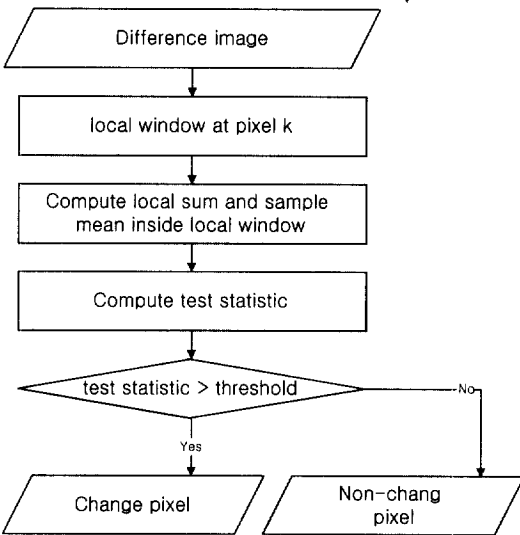 Difference image
local window at pixel k
Compute local sum and sample
mean inside local window
Compute test statistic
test statistic > threshold
No
Yes
Change pixel
Non-chang
pixel